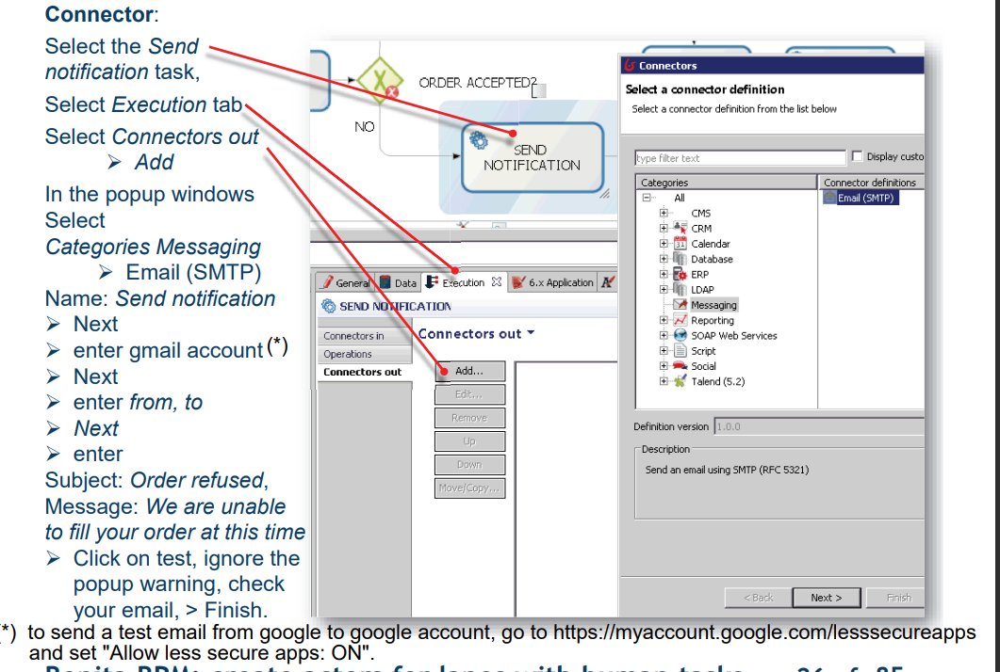 Connector:
Select the Send
notification task,
Select Execution tab
Select Connectors out
➢ Add
In the popup windows
Select
Categories Messaging
➢ Email (SMTP)
Name: Send notification
➢ Next
➢ enter gmail account (*)
➢ Next
➢ enter from, to
➢ Next
➢ enter
Subject: Order refused,
Message: We are unable
to fill your order at this time
➢ Click on test, ignore the
popup warning, check
your email, > Finish.
ORDER ACCEPTED?
NO
SEND
NOTIFICATION
General
Data
Execution
6.x Application
SEND NOTIFICATION
Connectors in
Operations
Connectors out
Connectors out
Add...
Edit...
Remove
Up
Down
Move/Copy...
Connectors
Select a connector definition
Select a connector definition from the list below
type filter text
Display custo
Categories
Connector definitions
All
Email (SMTP)
CMS
CRM
Calendar
Database
ERP
LDAP
Messaging
Reporting
SOAP Web Services
Script
Social
Talend (5.2)
Definition version
1.0.0
Description
Send an email using SMTP (RFC 5321)
< Back
Next >
Finish
*) to send a test email from google to google account, go to https://myaccount.google.com/lesssecureapps
and set "Allow less secure apps: ON".